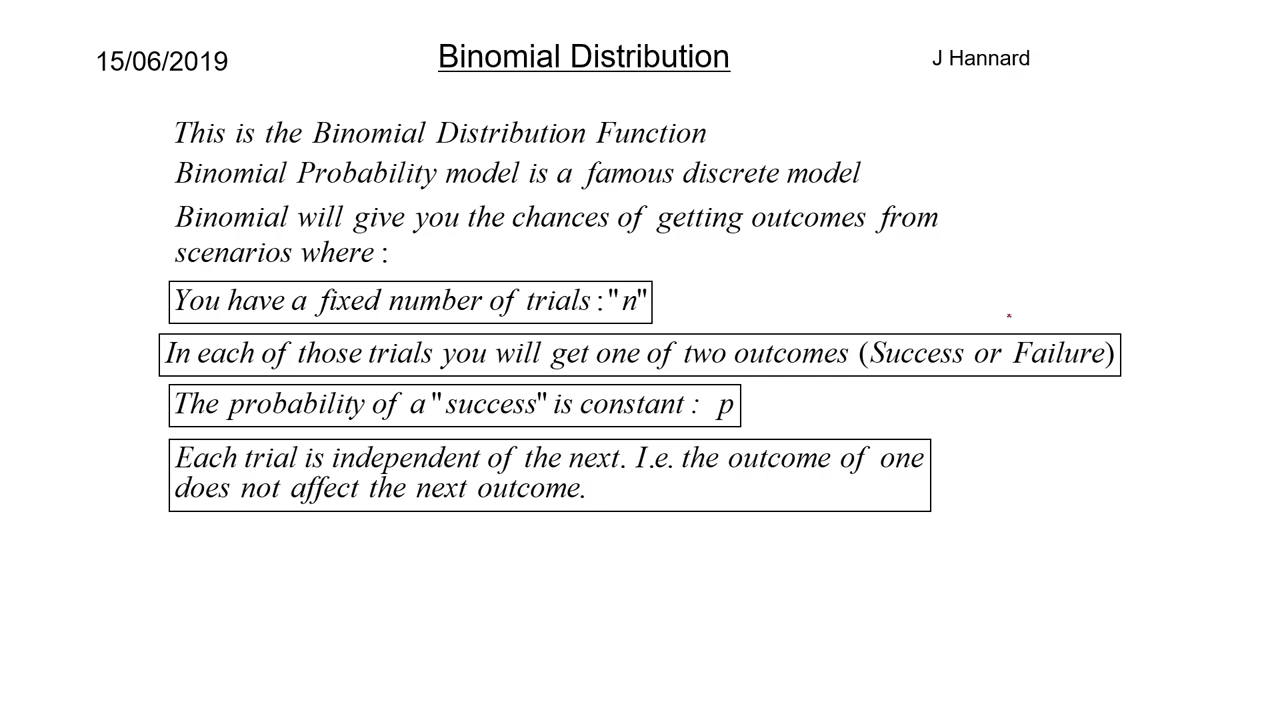 15/06/2019 Binomial Distribution J Hannard
This is the Binomial Distribution Function
Binomial Probability model is a famous discrete model
Binomial will give you the chances of getting outcomes from
scenarios where :
You have a fixed number of trials : "n"
In each of those trials you will get one of two outcomes (Success or Failure)
The probability of a "success" is constant : p
Each trial is independent of the next. I.e. the outcome of one
does not affect the next outcome.